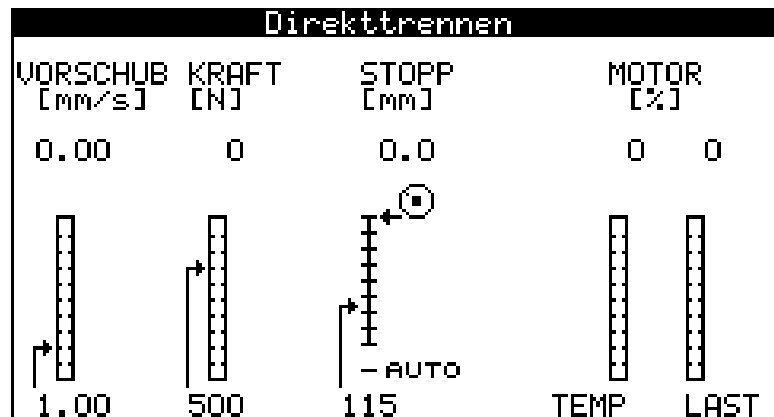 Direkttrennen
VORSCHUB KRAFT STOPP MOTOR
[mm/s] [N] [mm] [%]
0.00 0 0.0 0 0
-AUTO
1.00 500 115 TEMP LAST